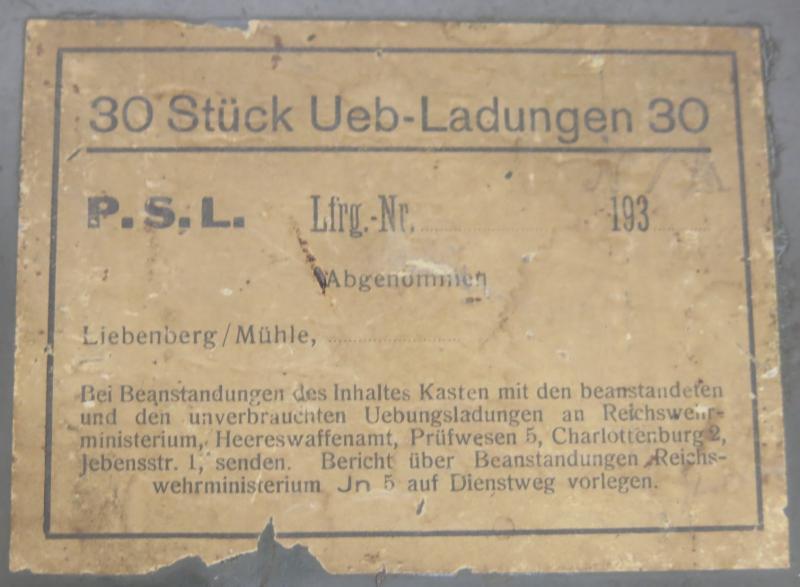 30 Stück Ueb-Ladungen 30
P.S.L. Lfrg.-Nr. 193
Abgenommen
Liebenberg/Mühle,
Bei Beanstandungen des Inhaltes Kasten mit den beanstandeten
und den unverbrauchten Uebungsladungen an Reichswehr-
ministerium, Heereswaffenamt, Prüfwesen 5, Charlottenburg 2,
Jebensstr. 1, senden. Bericht über Beanstandungen Reichs-
wehrministerium Jn 5 auf Dienstweg vorlegen.